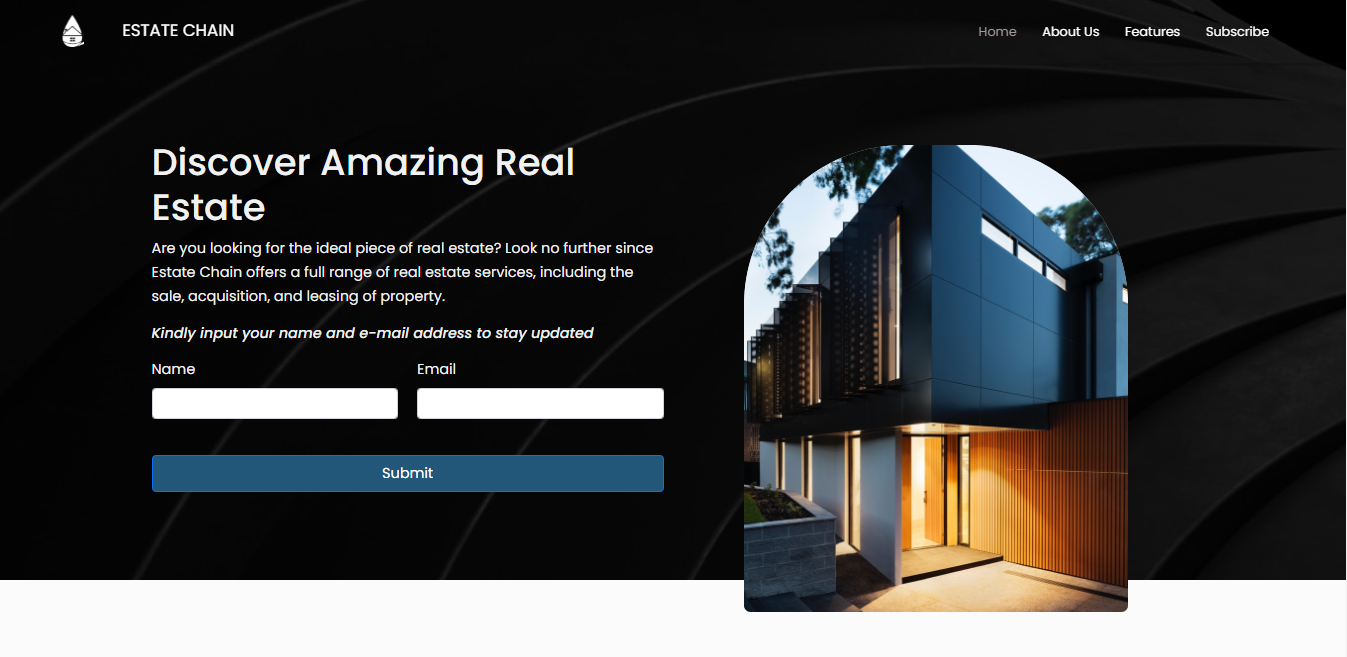 ESTATE CHAIN
Home About Us Features Subscribe
Discover Amazing Real
Estate
Are you looking for the ideal piece of real estate? Look no further since
Estate Chain offers a full range of real estate services, including the
sale, acquisition, and leasing of property.
Kindly input your name and e-mail address to stay updated
Name Email
Submit